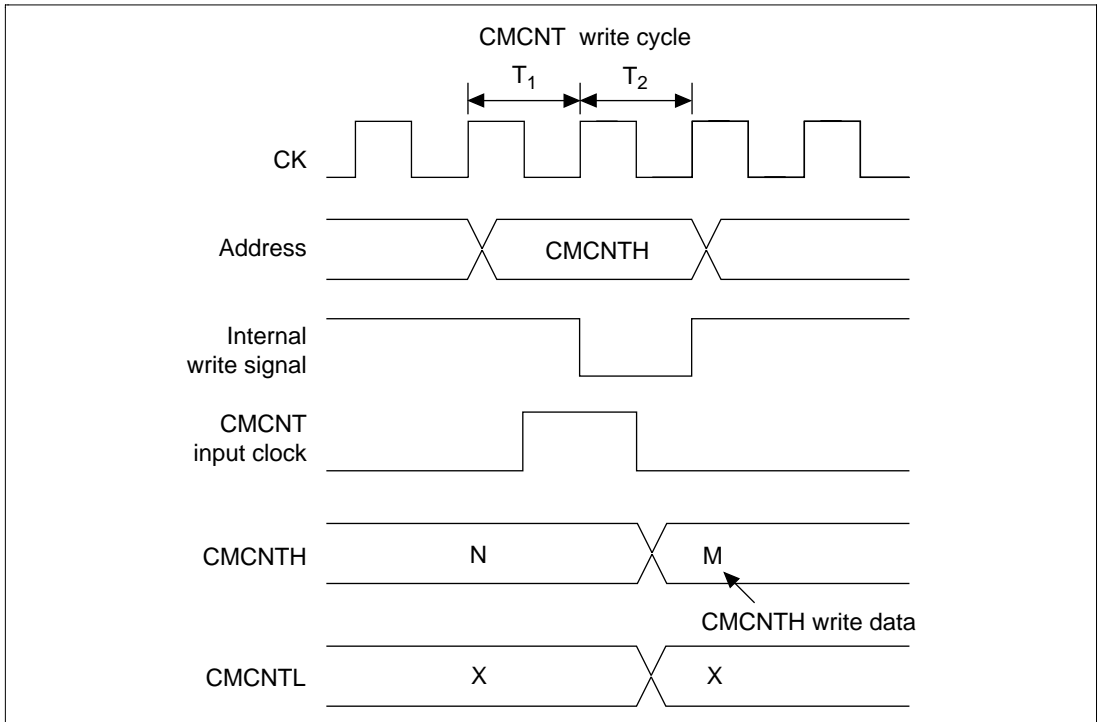 CMCNT write cycle
T1 T2
CK
Address CMCNTH
Internal
write signal
CMCNT
input clock
CMCNTH N M
CMCNTH write data
CMCNTL X X